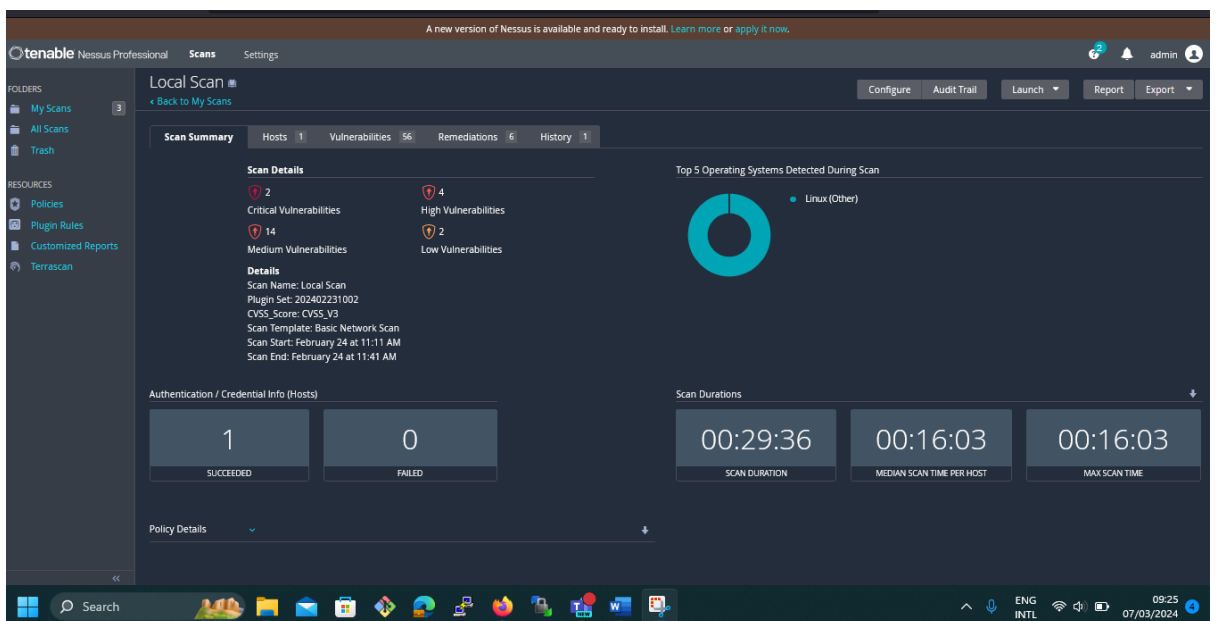 A new version of Nessus is available and ready to install. Learn more or apply it now.
tenable Nessus Professional Scans Settings 2 admin
FOLDERS
My Scans 3
All Scans
Trash
RESOURCES
Policies
Plugin Rules
Customized Reports
Terrascan
Local Scan
‹ Back to My Scans
Configure Audit Trail Launch Report Export
Scan Summary Hosts 1 Vulnerabilities 56 Remediations 6 History 1
Scan Details
2 4
Critical Vulnerabilities High Vulnerabilities
14 2
Medium Vulnerabilities Low Vulnerabilities
Details
Scan Name: Local Scan
Plugin Set: 202402231002
CVSS_Score: CVSS_V3
Scan Template: Basic Network Scan
Scan Start: February 24 at 11:11 AM
Scan End: February 24 at 11:41 AM
Top 5 Operating Systems Detected During Scan
Linux (Other)
Authentication / Credential Info (Hosts)
1 0
SUCCEEDED FAILED
Scan Durations
00:29:36 00:16:03 00:16:03
SCAN DURATION MEDIAN SCAN TIME PER HOST MAX SCAN TIME
Policy Details
«
Search
ENG
INTL
09:25
07/03/2024
4